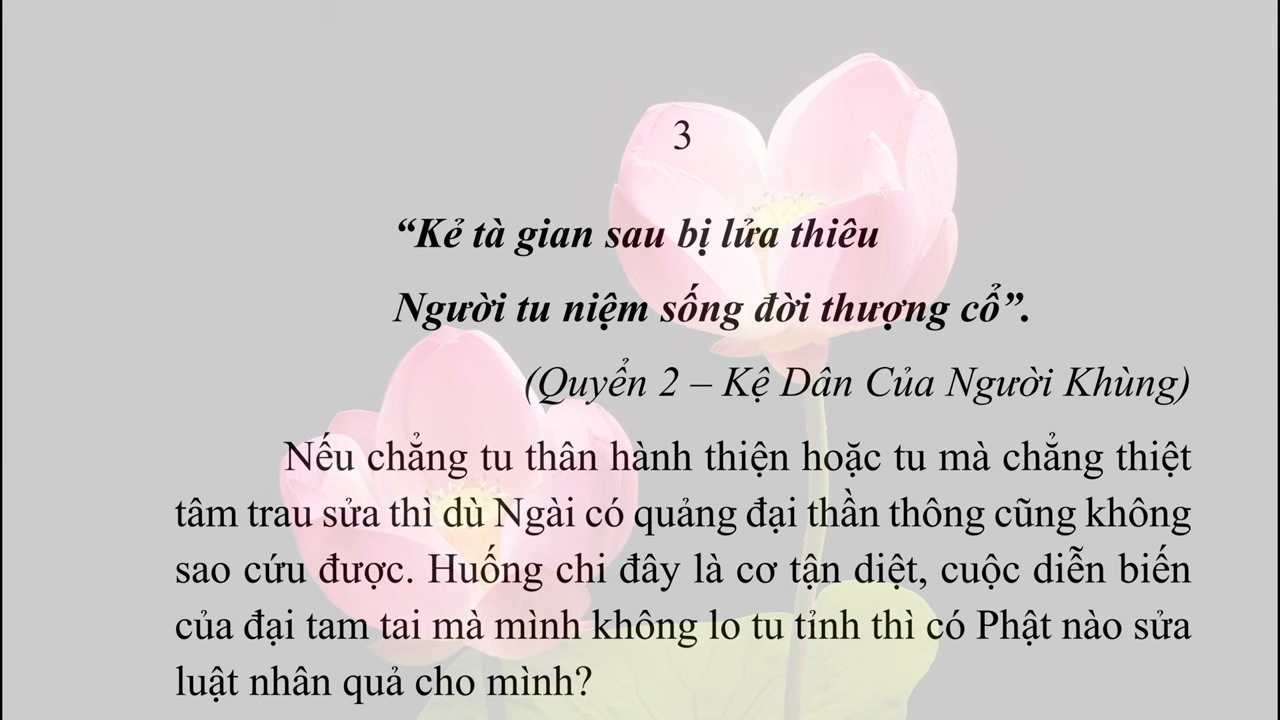 3
“Kẻ tà gian sau bị lửa thiêu
Người tu niệm sống đời thượng cổ”.
(Quyển 2 – Kệ Dân Của Người Khùng)
Nếu chẳng tu thân hành thiện hoặc tu mà chẳng thiệt
tâm trau sửa thì dù Ngài có quảng đại thần thông cũng không
sao cứu được. Huống chi đây là cơ tận diệt, cuộc diễn biến
của đại tam tai mà mình không lo tu tỉnh thì có Phật nào sửa
luật nhân quả cho mình?